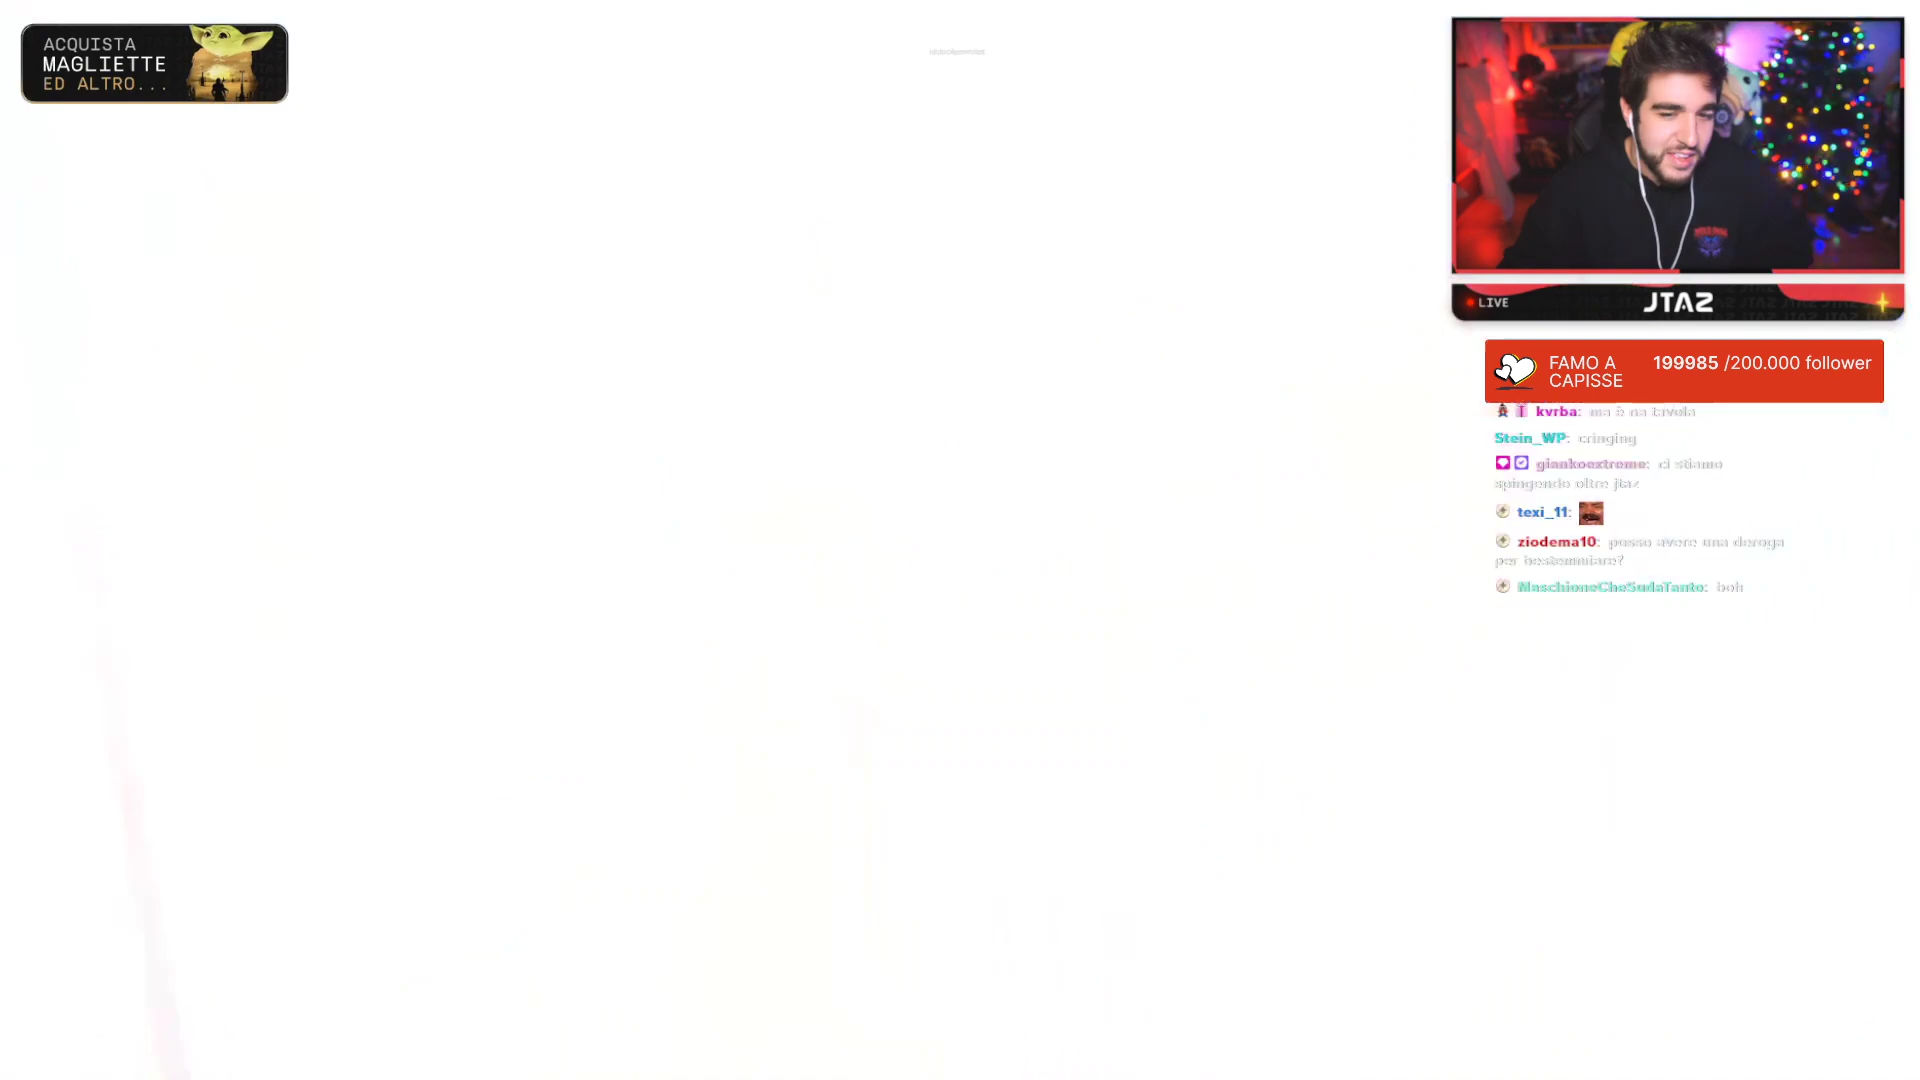 ACQUISTA
MAGLIETTE
ED ALTRO...
LIVE
JTAZ
FAMO A
CAPISSE
199985 /200.000 follower
kvrba: ma è na tavola
Stein_WP: cringing
giankoextreme: ci stiamo
spingendo oltre jtaz
texi_11:
ziodema10: posso avere una deroga
per bestemmiare?
MaschioneCheSudaTanto: boh